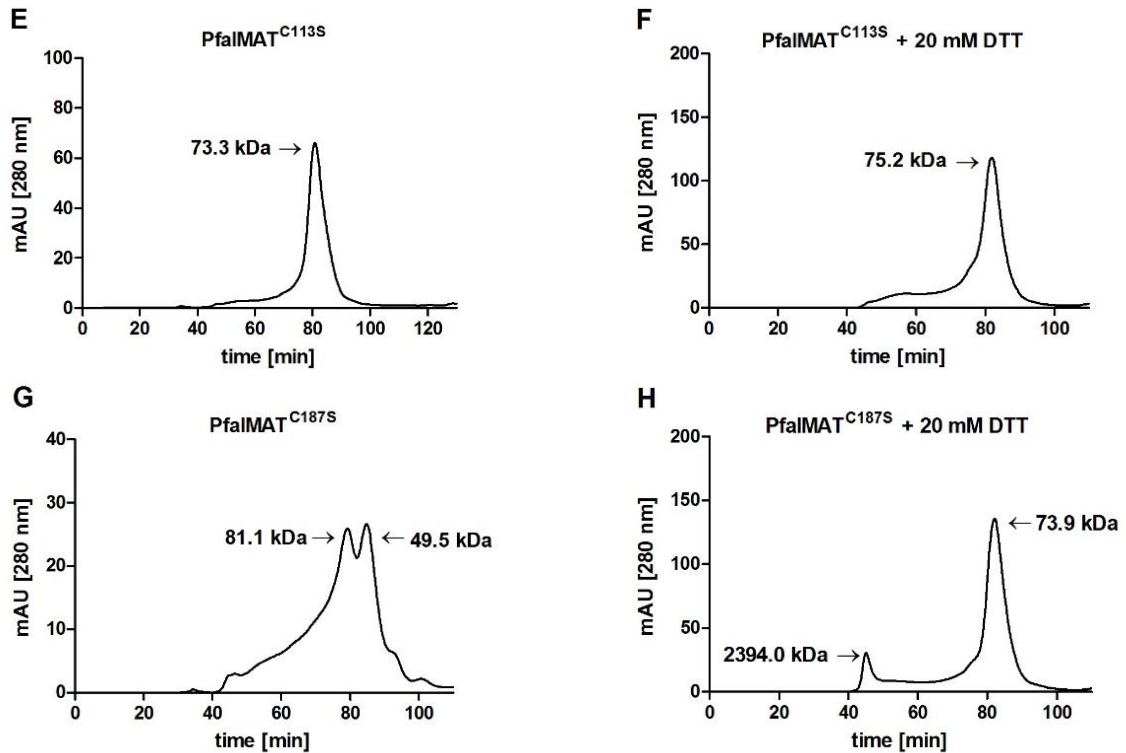 E
PfalMAT^C113S
100
80
60
40
20
0
mAU [280 nm]
73.3 kDa →
0 20 40 60 80 100 120
time [min]
F
PfalMAT^C113S + 20 mM DTT
200
150
100
50
0
mAU [280 nm]
75.2 kDa →
0 20 40 60 80 100
time [min]
G
PfalMAT^C187S
40
30
20
10
0
mAU [280 nm]
81.1 kDa → ← 49.5 kDa
0 20 40 60 80 100
time [min]
H
PfalMAT^C187S + 20 mM DTT
200
150
100
50
0
mAU [280 nm]
← 73.9 kDa
2394.0 kDa →
0 20 40 60 80 100
time [min]